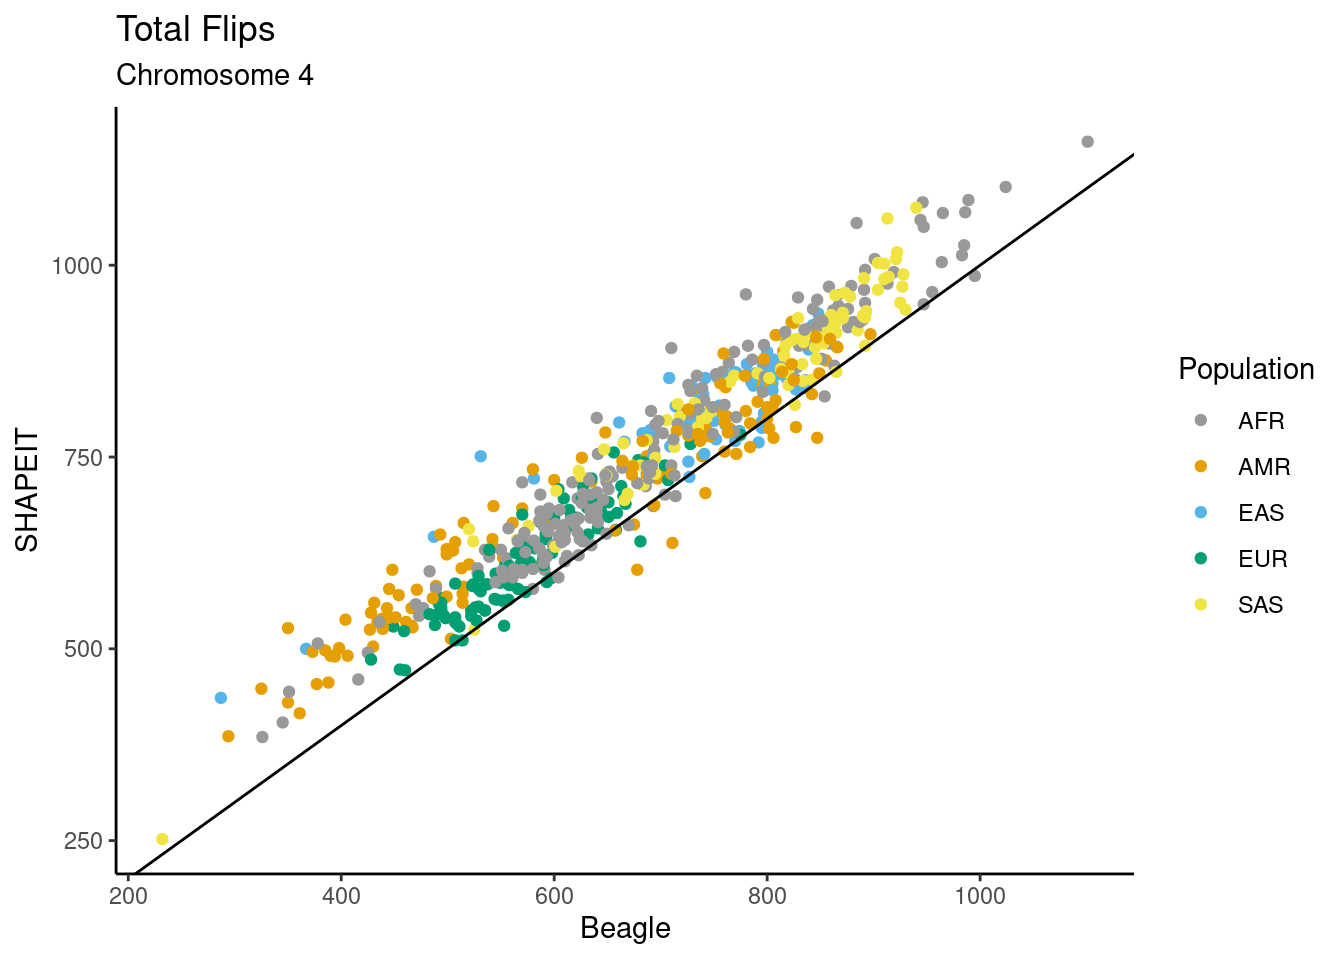 Total Flips
Chromosome 4
SHAPEIT
1000
750
500
250
200 400 600 800 1000
Beagle
Population
AFR
AMR
EAS
EUR
SAS